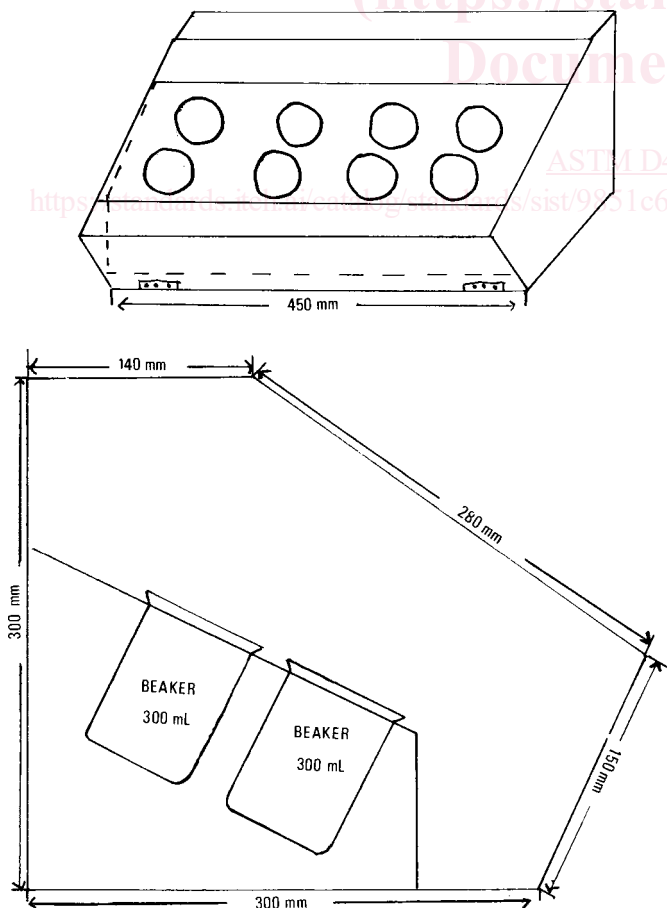 (https://sta
Docume
ASTM D4
https://standards.iteh.ai/catalog/standards/sist/9851c6
450 mm
140 mm
280 mm
300 mm
BEAKER
300 mL
BEAKER
300 mL
150 mm
300 mm